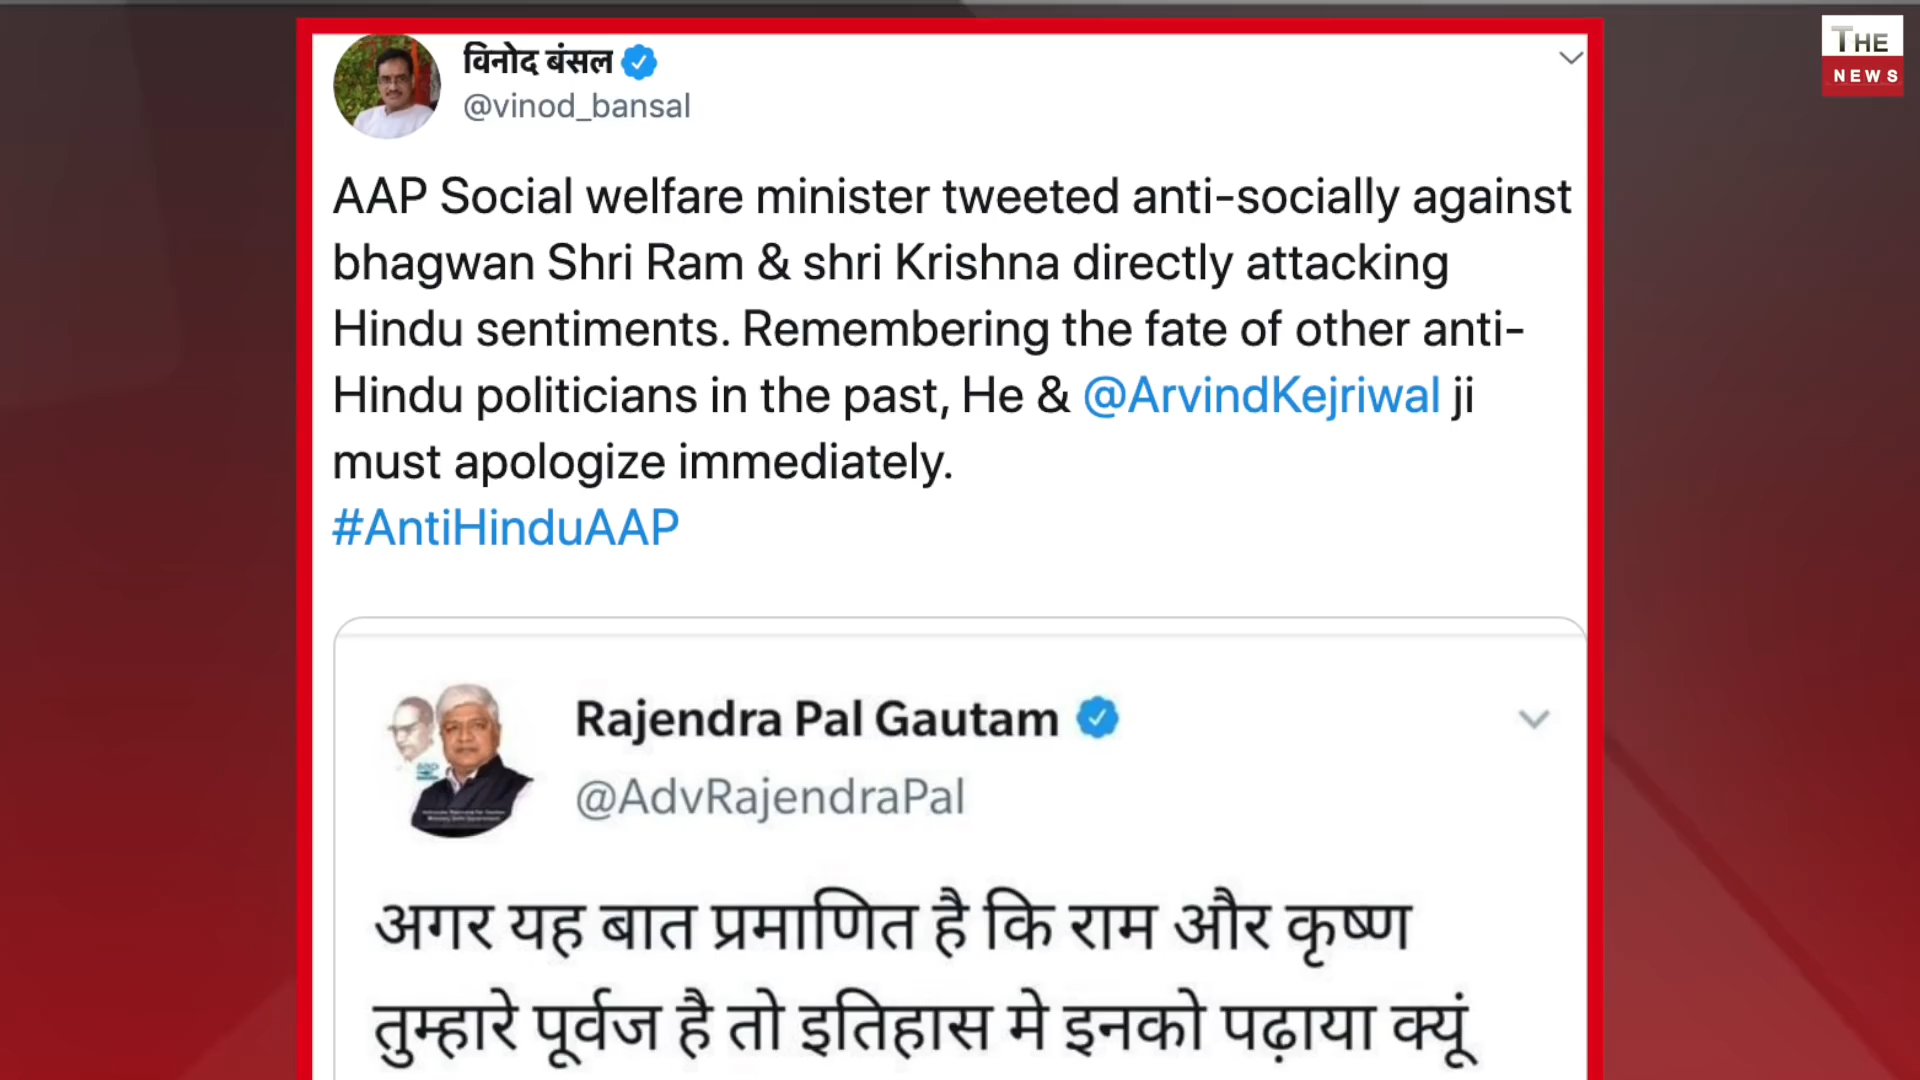 THE
NEWS
विनोद बंसल
@vinod_bansal
AAP Social welfare minister tweeted anti-socially against
bhagwan Shri Ram & shri Krishna directly attacking
Hindu sentiments. Remembering the fate of other anti-
Hindu politicians in the past, He & @ArvindKejriwal ji
must apologize immediately.
#AntiHinduAAP
Rajendra Pal Gautam
@AdvRajendraPal
अगर यह बात प्रमाणित है कि राम और कृष्ण
तुम्हारे पूर्वज है तो इतिहास मे इनको पढ़ाया क्यूं